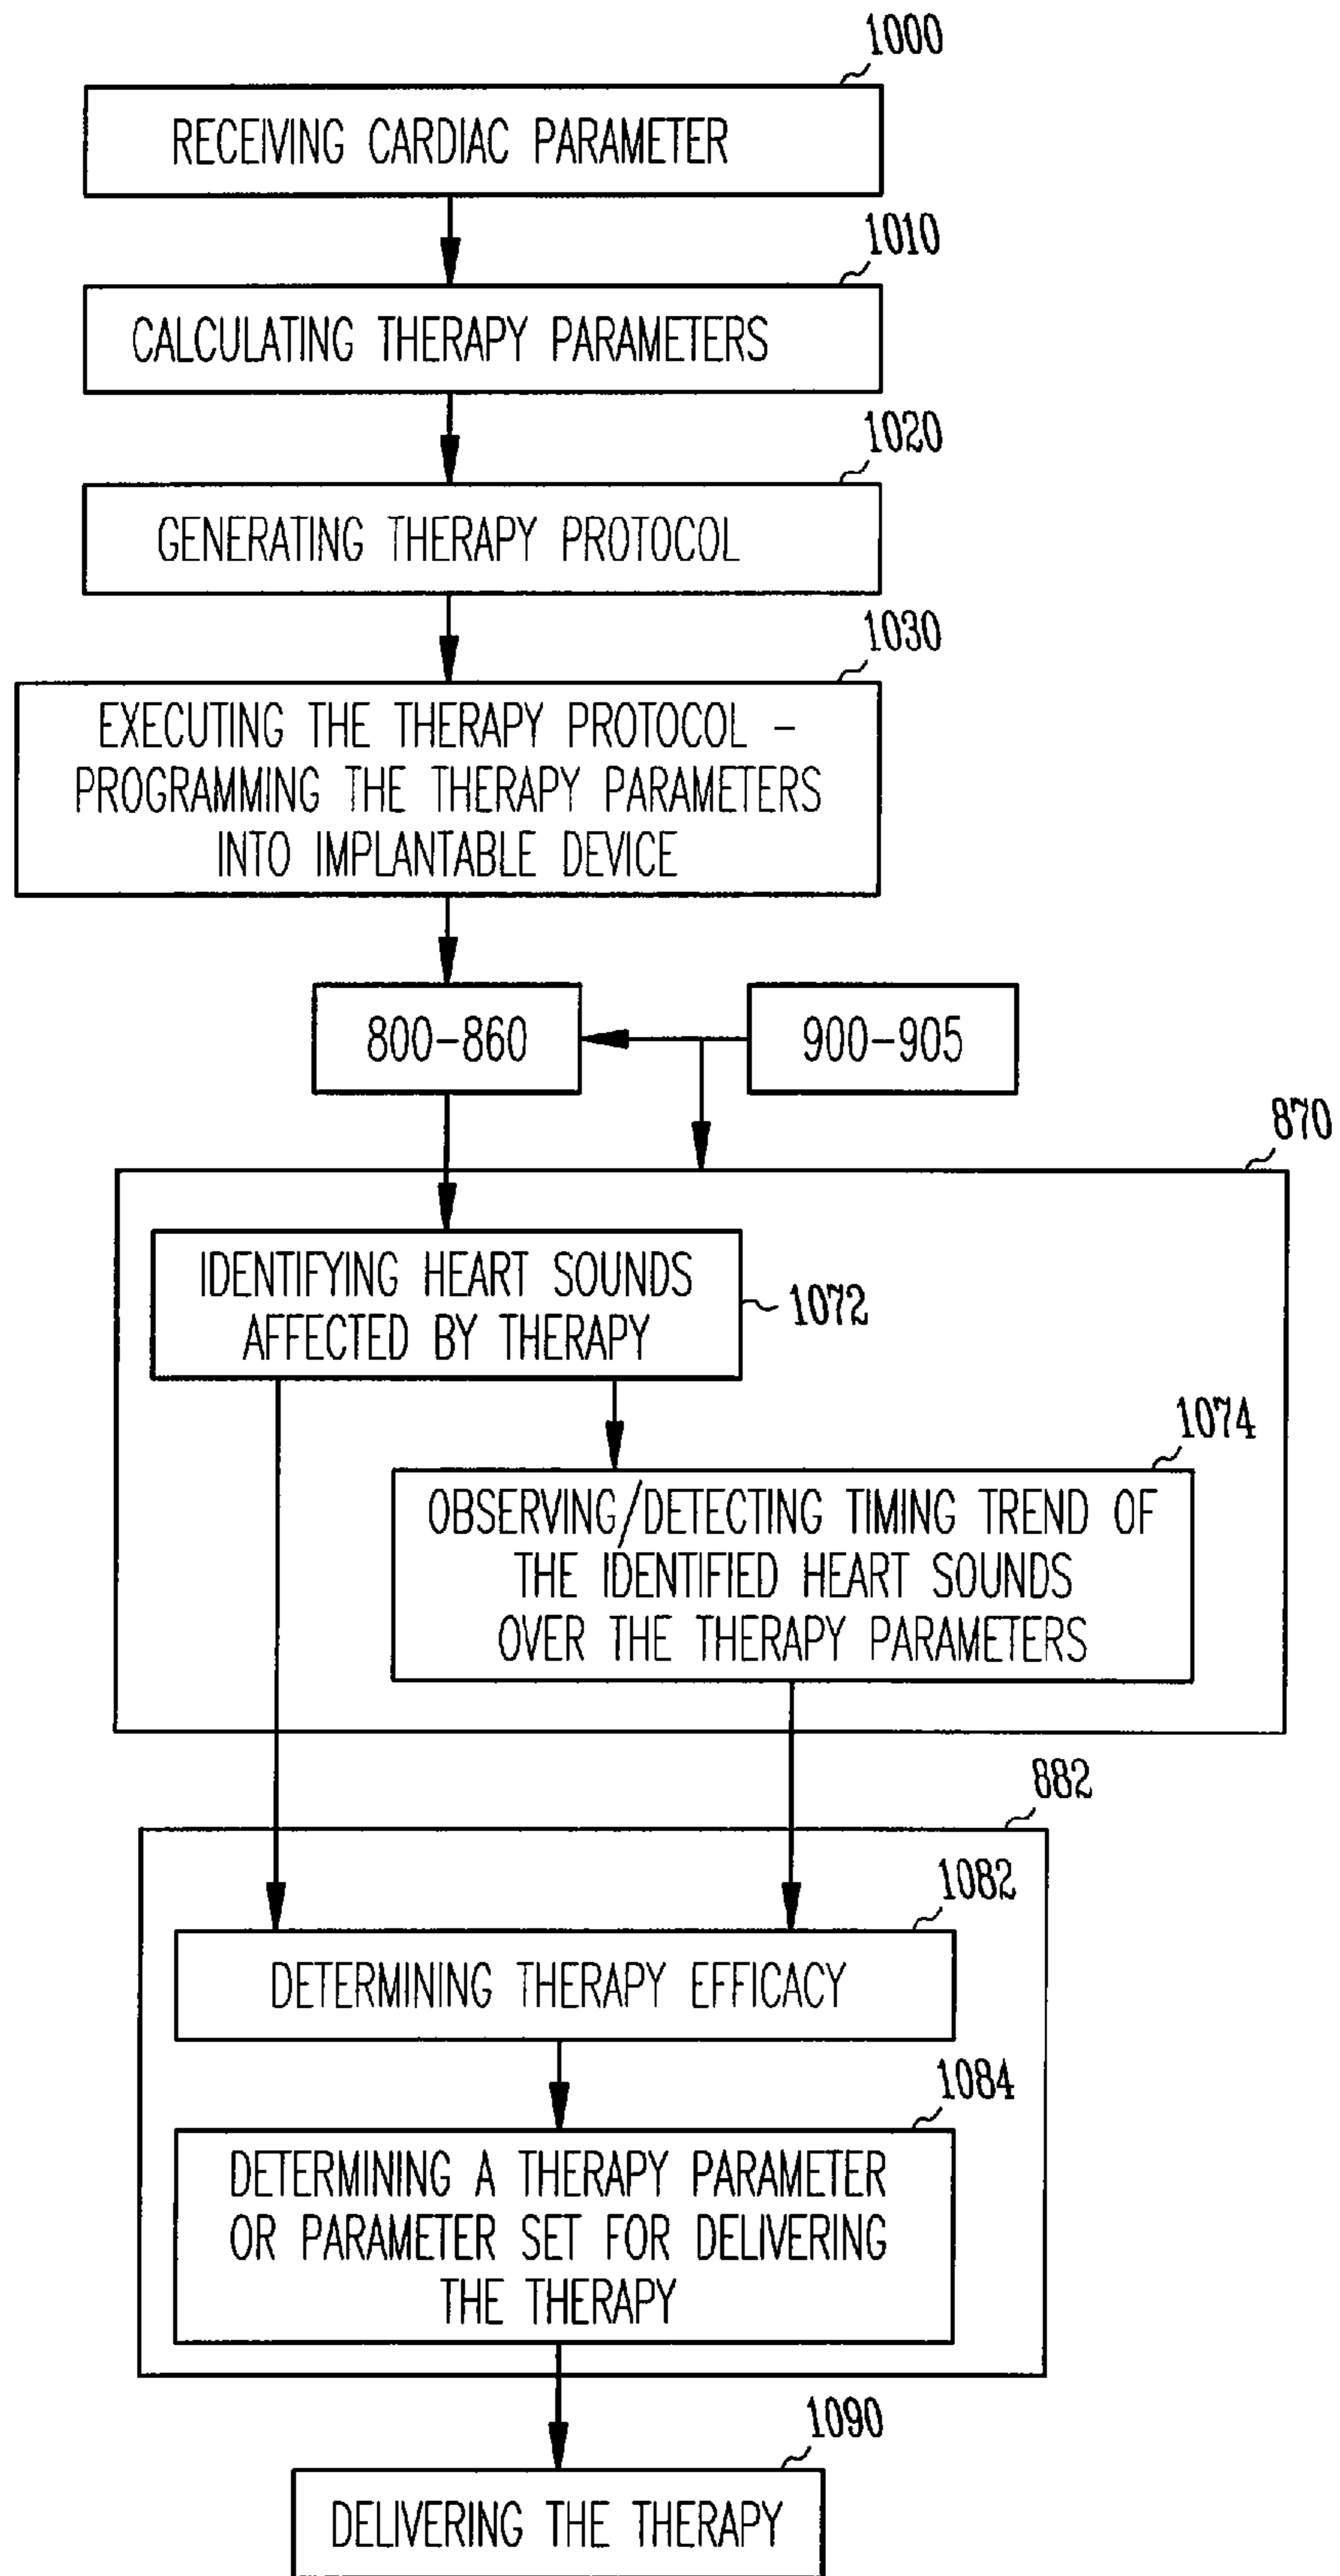 1000
RECEIVING CARDIAC PARAMETER
1010
CALCULATING THERAPY PARAMETERS
1020
GENERATING THERAPY PROTOCOL
1030
EXECUTING THE THERAPY PROTOCOL –
PROGRAMMING THE THERAPY PARAMETERS
INTO IMPLANTABLE DEVICE
800–860
900–905
870
IDENTIFYING HEART SOUNDS
AFFECTED BY THERAPY
1072
1074
OBSERVING/DETECTING TIMING TREND OF
THE IDENTIFIED HEART SOUNDS
OVER THE THERAPY PARAMETERS
882
1082
DETERMINING THERAPY EFFICACY
1084
DETERMINING A THERAPY PARAMETER
OR PARAMETER SET FOR DELIVERING
THE THERAPY
1090
DELIVERING THE THERAPY